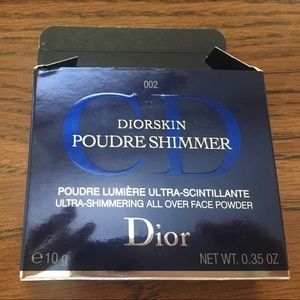 002
CD
DIORSKIN
POUDRE SHIMMER
POUDRE LUMIÈRE ULTRA-SCINTILLANTE
ULTRA-SHIMMERING ALL OVER FACE POWDER
Dior
℮ 10 g NET WT. 0.35 OZ